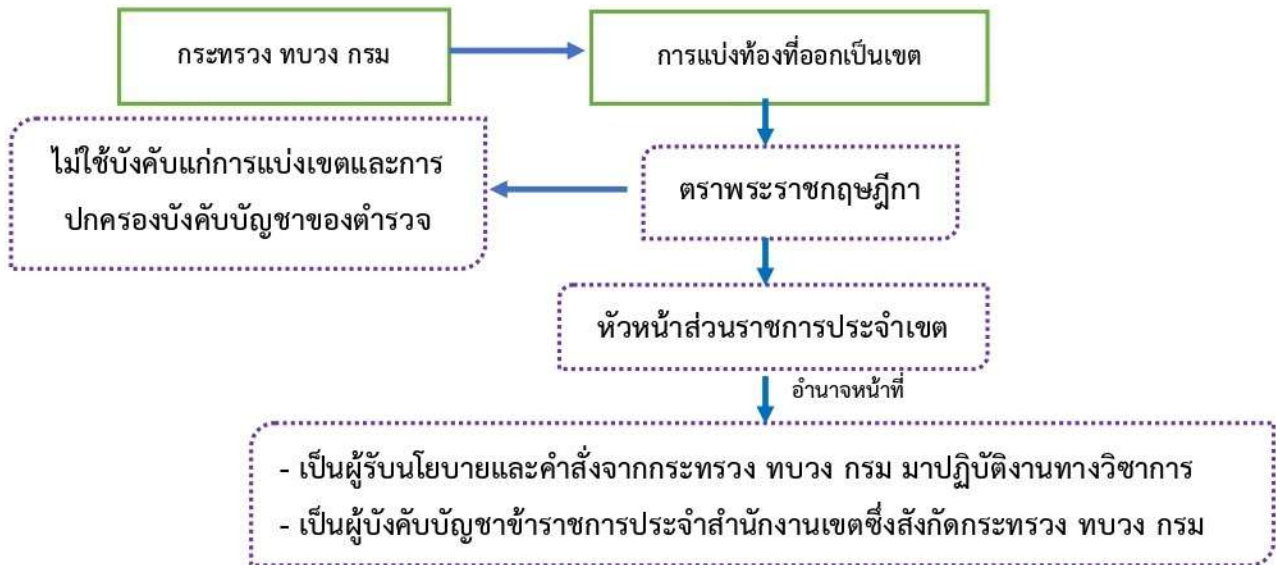 กระทรวง ทบวง กรม
การแบ่งท้องที่ออกเป็นเขต
ไม่ใช้บังคับแก่การแบ่งเขตและการ
ปกครองบังคับบัญชาของตำรวจ
ตราพระราชกฤษฎีกา
หัวหน้าส่วนราชการประจำเขต
อำนาจหน้าที่
- เป็นผู้รับนโยบายและคำสั่งจากกระทรวง ทบวง กรม มาปฏิบัติงานทางวิชาการ
- เป็นผู้บังคับบัญชาข้าราชการประจำสำนักงานเขตซึ่งสังกัดกระทรวง ทบวง กรม